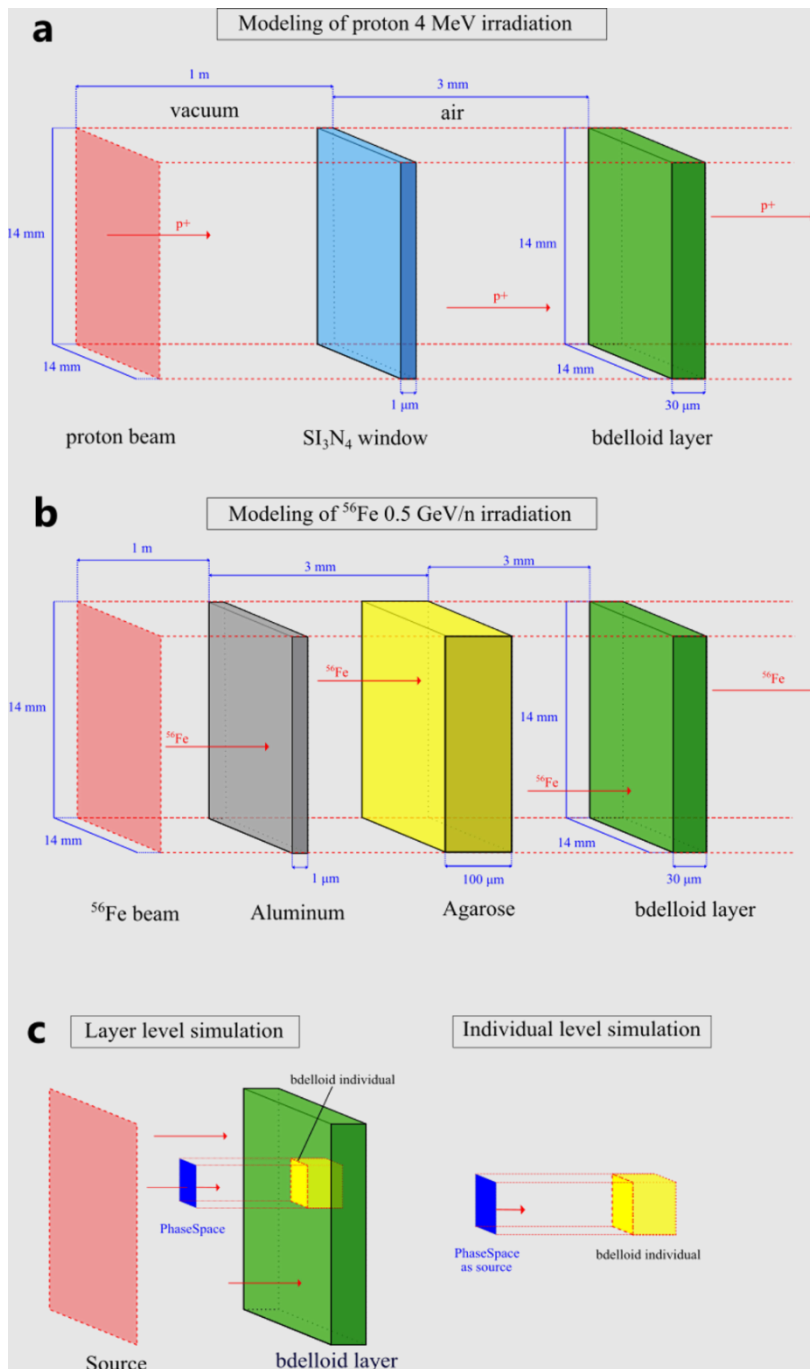 a
Modeling of proton 4 MeV irradiation
1 m
3 mm
vacuum
air
p+
p+
p+
14 mm
14 mm
14 mm
14 mm
1 μm
30 μm
proton beam
SI₃N₄ window
bdelloid layer
b
Modeling of ⁵⁶Fe 0.5 GeV/n irradiation
1 m
3 mm
3 mm
⁵⁶Fe
⁵⁶Fe
⁵⁶Fe
⁵⁶Fe
14 mm
14 mm
14 mm
14 mm
1 μm
100 μm
30 μm
⁵⁶Fe beam
Aluminum
Agarose
bdelloid layer
c
Layer level simulation
Individual level simulation
bdelloid individual
PhaseSpace
PhaseSpace
as source
bdelloid individual
Source
bdelloid layer